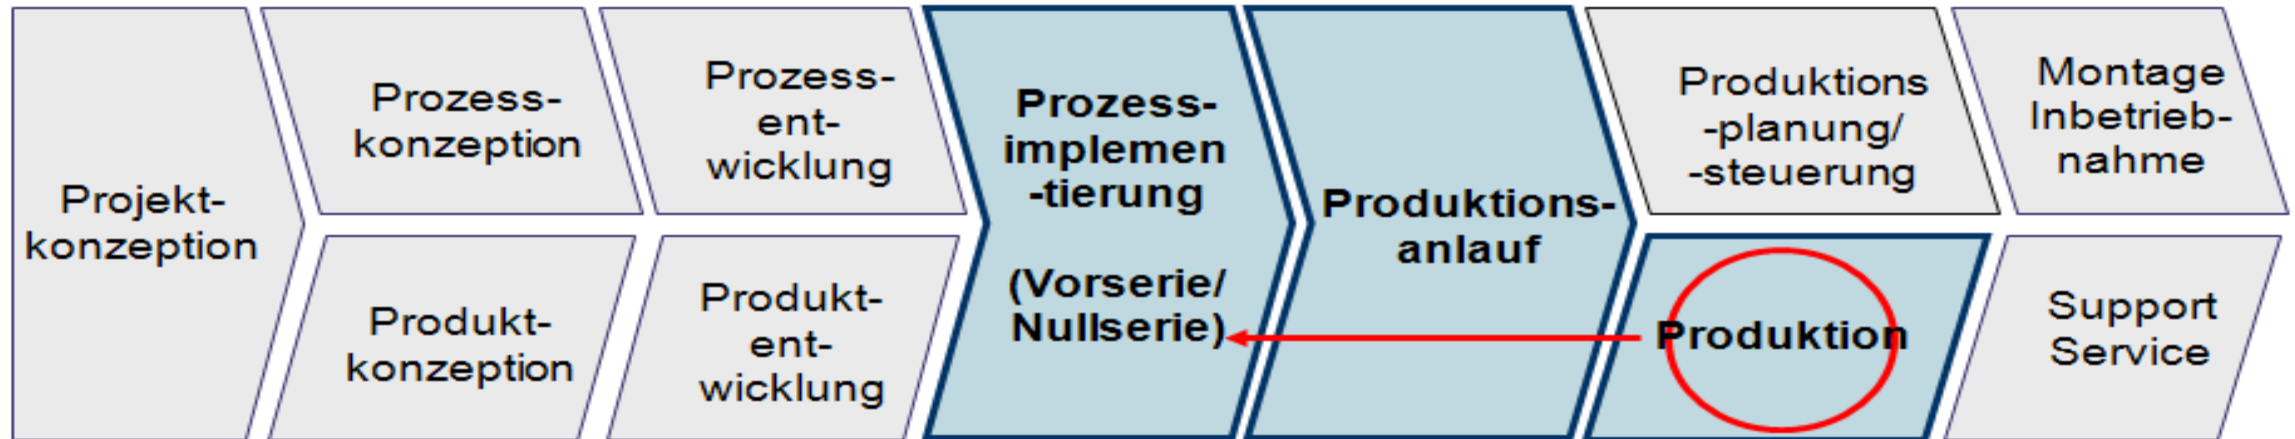 Projekt-
konzeption
Prozess-
konzeption
Produkt-
konzeption
Prozess-
ent-
wicklung
Produkt-
ent-
wicklung
Prozess-
implemen
-tierung
(Vorserie/
Nullserie)
Produktions-
anlauf
Produktions
-planung/
-steuerung
Produktion
Montage
Inbetrieb-
nahme
Support
Service